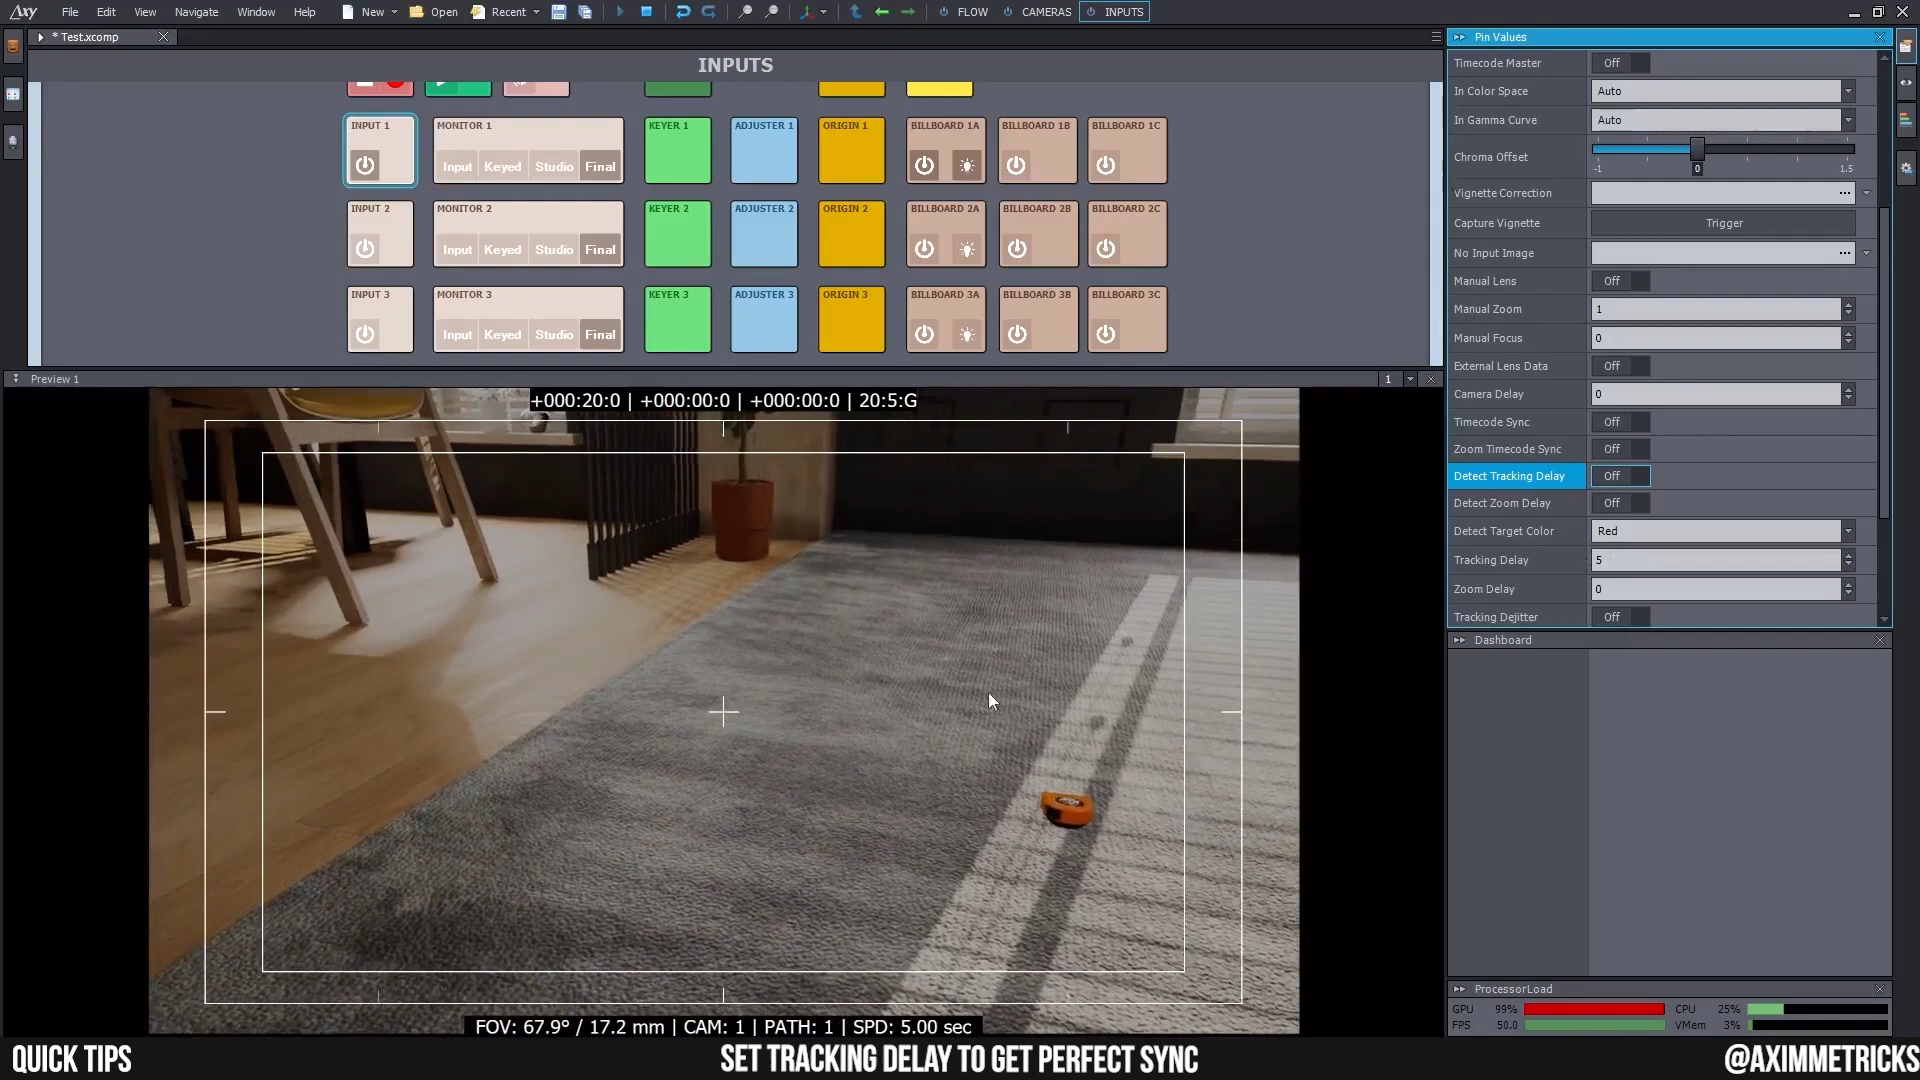 Axy File Edit View Navigate Window Help New Open Recent FLOW CAMERAS INPUTS
* Test.xcomp
INPUTS
INPUT 1 MONITOR 1 KEYER 1 ADJUSTER 1 ORIGIN 1 BILLBOARD 1A BILLBOARD 1B BILLBOARD 1C
Input Keyed Studio Final
INPUT 2 MONITOR 2 KEYER 2 ADJUSTER 2 ORIGIN 2 BILLBOARD 2A BILLBOARD 2B BILLBOARD 2C
Input Keyed Studio Final
INPUT 3 MONITOR 3 KEYER 3 ADJUSTER 3 ORIGIN 3 BILLBOARD 3A BILLBOARD 3B BILLBOARD 3C
Input Keyed Studio Final
Preview 1 1
+000:20:0 | +000:00:0 | +000:00:0 | 20:5:G
FOV: 67.9° / 17.2 mm | CAM: 1 | PATH: 1 | SPD: 5.00 sec
Pin Values
Timecode Master Off
In Color Space Auto
In Gamma Curve Auto
Chroma Offset
-1 0 1.5
Vignette Correction ...
Capture Vignette Trigger
No Input Image ...
Manual Lens Off
Manual Zoom 1
Manual Focus 0
External Lens Data Off
Camera Delay 0
Timecode Sync Off
Zoom Timecode Sync Off
Detect Tracking Delay Off
Detect Zoom Delay Off
Detect Target Color Red
Tracking Delay 5
Zoom Delay 0
Tracking Dejitter Off
Dashboard
ProcessorLoad
GPU 99% CPU 25%
FPS 50.0 VMem 3%
QUICK TIPS SET TRACKING DELAY TO GET PERFECT SYNC @AXIMMETRICKS